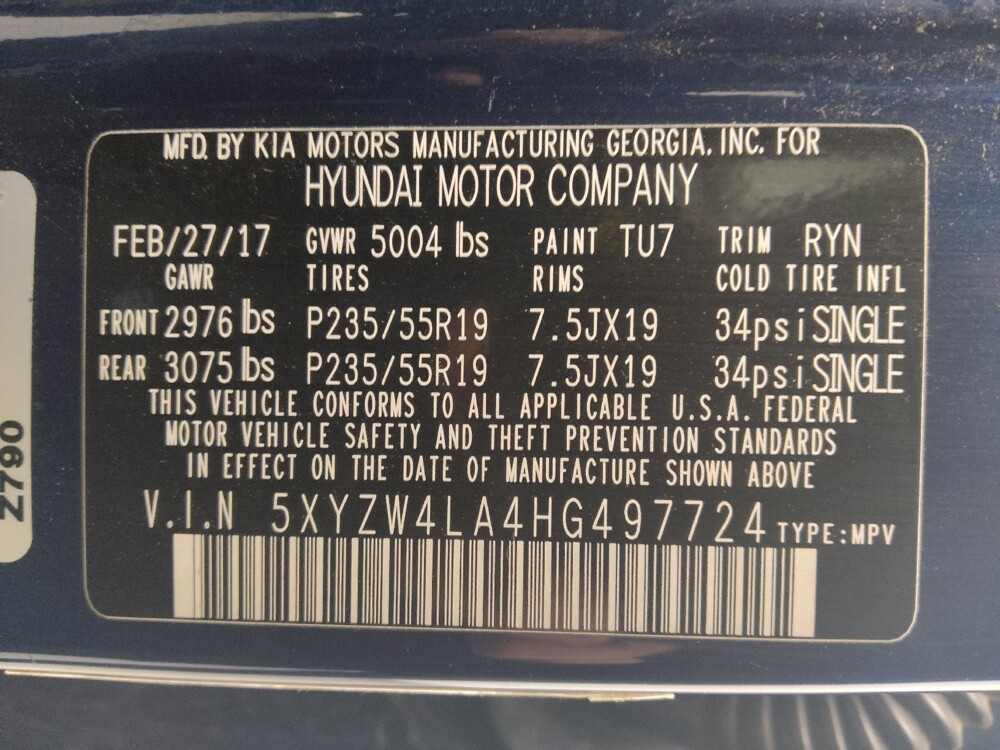 MFD. BY KIA MOTORS MANUFACTURING GEORGIA, INC. FOR
HYUNDAI MOTOR COMPANY
FEB/27/17 GVWR 5004 lbs PAINT TU7 TRIM RYN
GAWR TIRES RIMS COLD TIRE INFL
FRONT 2976 lbs P235/55R19 7.5JX19 34psi SINGLE
REAR 3075 lbs P235/55R19 7.5JX19 34psi SINGLE
THIS VEHICLE CONFORMS TO ALL APPLICABLE U.S.A. FEDERAL
MOTOR VEHICLE SAFETY AND THEFT PREVENTION STANDARDS
IN EFFECT ON THE DATE OF MANUFACTURE SHOWN ABOVE
V.I.N 5XYZW4LA4HG497724 TYPE:MPV
Z790